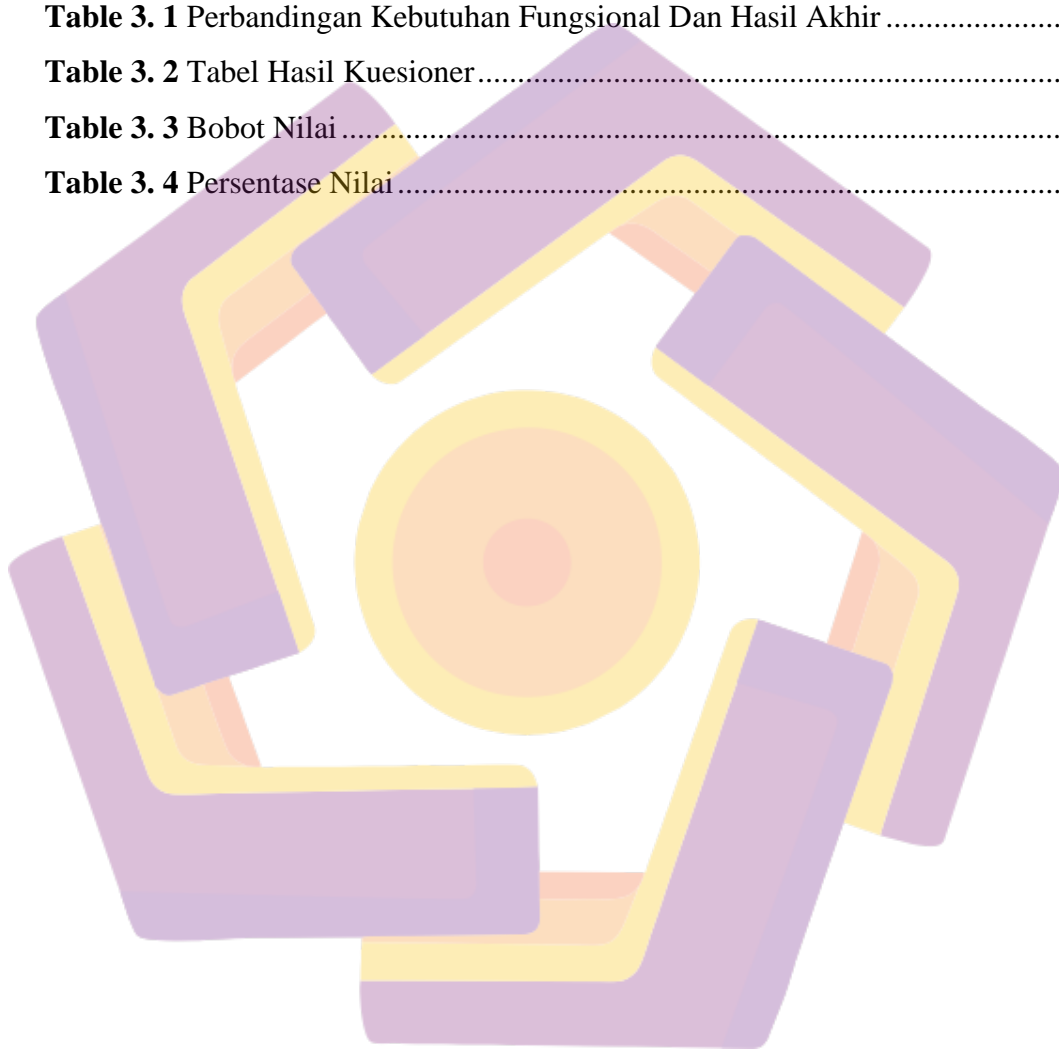 Table 3. 1 Perbandingan Kebutuhan Fungsional Dan Hasil Akhir ..............................
Table 3. 2 Tabel Hasil Kuesioner................................................................................
Table 3. 3 Bobot Nilai ................................................................................................
Table 3. 4 Persentase Nilai.........................................................................................